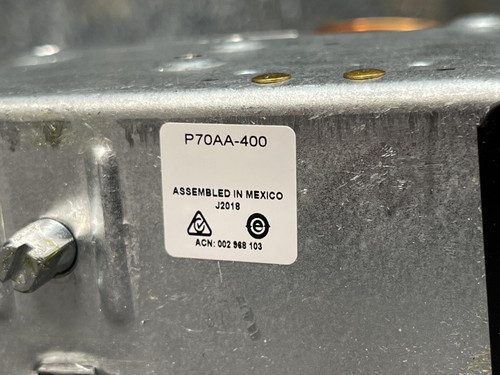 P70AA-400
ASSEMBLED IN MEXICO
J2018
e
ACN: 002 968 103